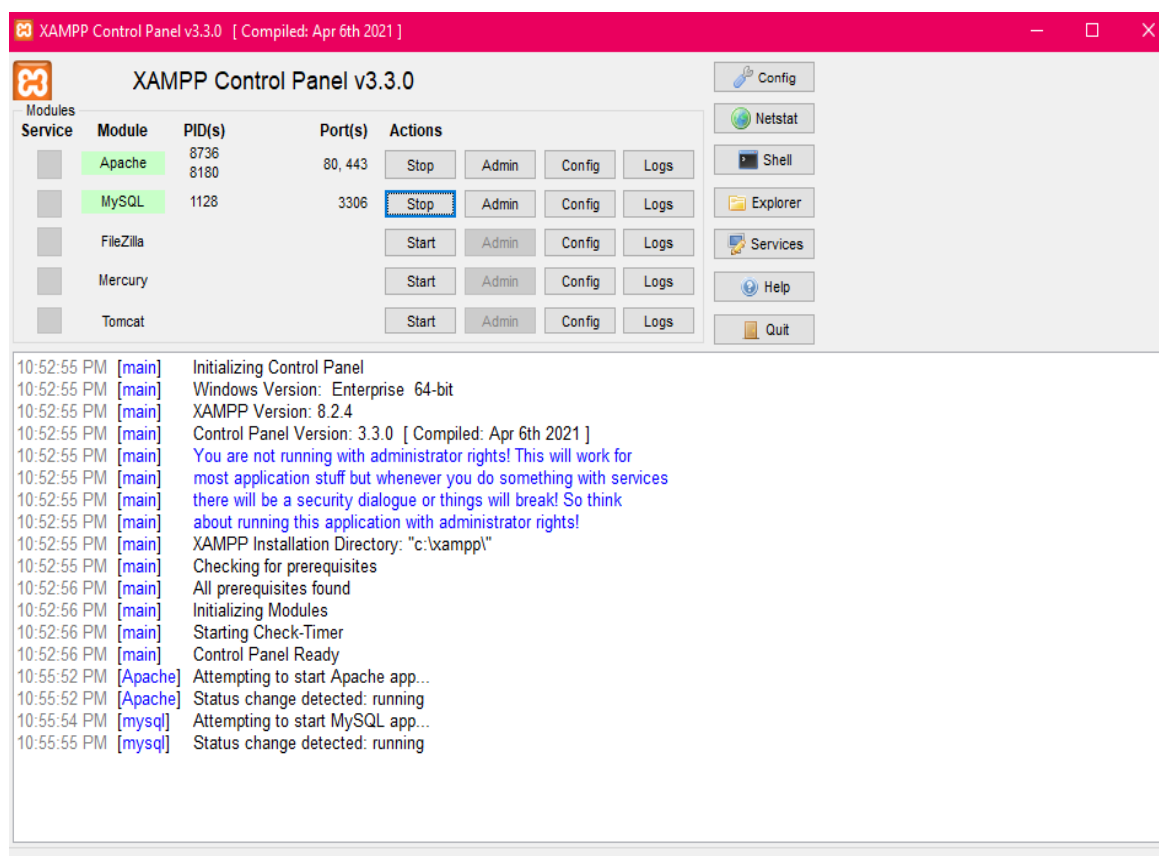 XAMPP Control Panel v3.3.0 [ Compiled: Apr 6th 2021 ]
XAMPP Control Panel v3.3.0
Config
Modules
Service Module PID(s) Port(s) Actions
Netstat
Apache 8736 8180 80, 443 Stop Admin Config Logs
Shell
MySQL 1128 3306 Stop Admin Config Logs
Explorer
FileZilla Start Admin Config Logs
Services
Mercury Start Admin Config Logs
Help
Tomcat Start Admin Config Logs
Quit
10:52:55 PM [main] Initializing Control Panel
10:52:55 PM [main] Windows Version: Enterprise 64-bit
10:52:55 PM [main] XAMPP Version: 8.2.4
10:52:55 PM [main] Control Panel Version: 3.3.0 [ Compiled: Apr 6th 2021 ]
10:52:55 PM [main] You are not running with administrator rights! This will work for
10:52:55 PM [main] most application stuff but whenever you do something with services
10:52:55 PM [main] there will be a security dialogue or things will break! So think
10:52:55 PM [main] about running this application with administrator rights!
10:52:55 PM [main] XAMPP Installation Directory: "c:\xampp\"
10:52:55 PM [main] Checking for prerequisites
10:52:56 PM [main] All prerequisites found
10:52:56 PM [main] Initializing Modules
10:52:56 PM [main] Starting Check-Timer
10:52:56 PM [main] Control Panel Ready
10:55:52 PM [Apache] Attempting to start Apache app...
10:55:52 PM [Apache] Status change detected: running
10:55:54 PM [mysql] Attempting to start MySQL app...
10:55:55 PM [mysql] Status change detected: running